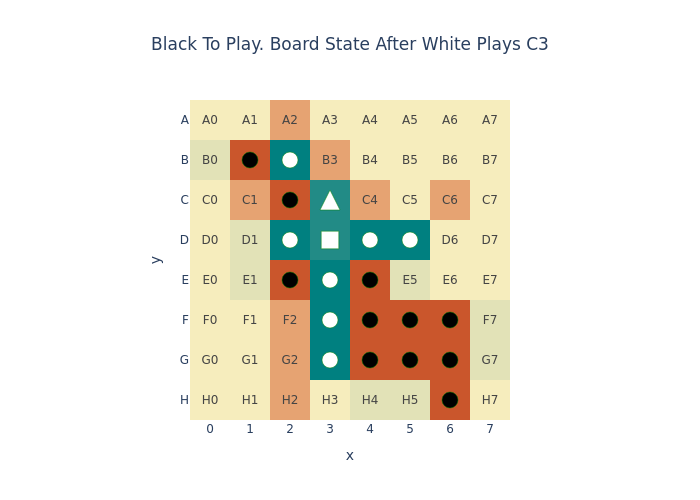 Black To Play. Board State After White Plays C3
A A0 A1 A2 A3 A4 A5 A6 A7
B B0 B3 B4 B5 B6 B7
C C0 C1 C4 C5 C6 C7
D D0 D1 D6 D7
y
E E0 E1 E5 E6 E7
F F0 F1 F2 F7
G G0 G1 G2 G7
H H0 H1 H2 H3 H4 H5 H7
0 1 2 3 4 5 6 7
x